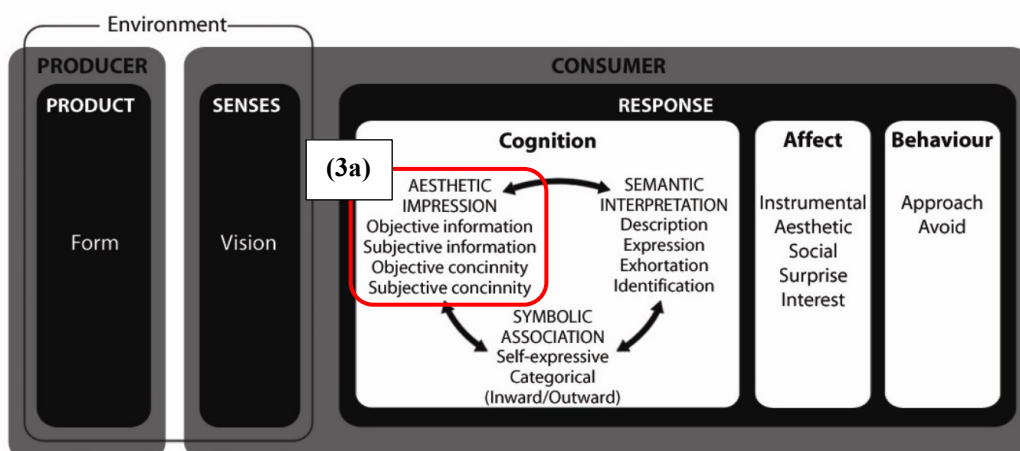 Environment
PRODUCER
CONSUMER
PRODUCT
SENSES
RESPONSE
Form
Vision
Cognition
(3a)
AESTHETIC
IMPRESSION
Objective information
Subjective information
Objective concinnity
Subjective concinnity
SEMANTIC
INTERPRETATION
Description
Expression
Exhortation
Identification
SYMBOLIC
ASSOCIATION
Self-expressive
Categorical
(Inward/Outward)
Affect
Instrumental
Aesthetic
Social
Surprise
Interest
Behaviour
Approach
Avoid